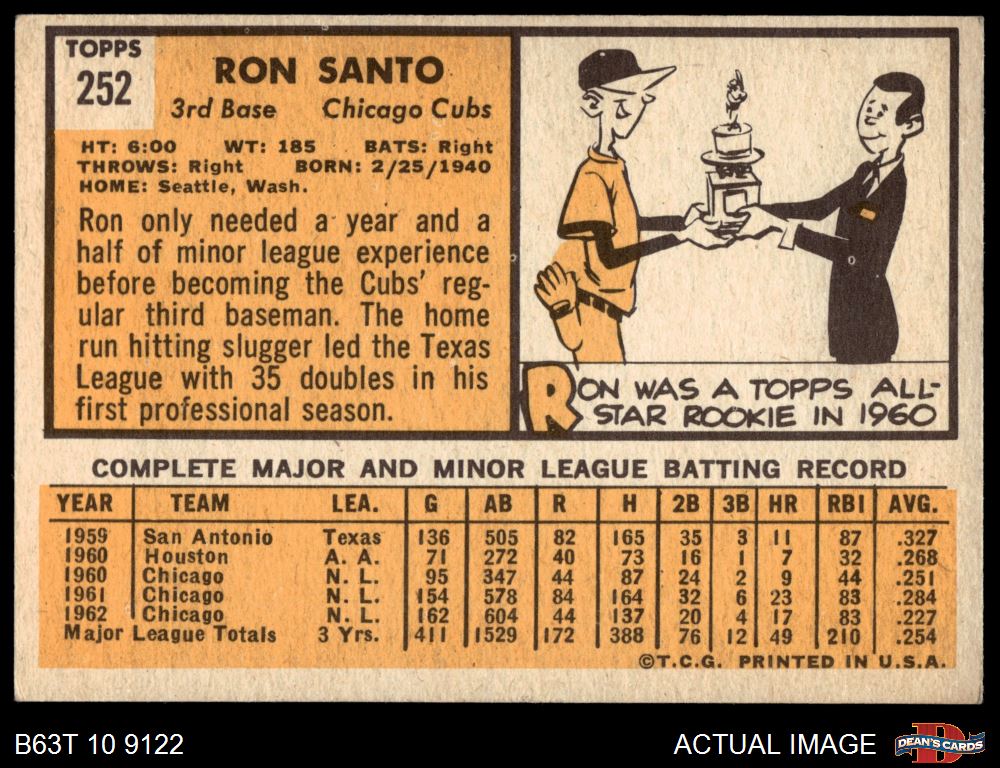 TOPPS
252
RON SANTO
3rd Base Chicago Cubs
HT: 6:00 WT: 185 BATS: Right
THROWS: Right BORN: 2/25/1940
HOME: Seattle, Wash.
Ron only needed a year and a
half of minor league experience
before becoming the Cubs' reg-
ular third baseman. The home
run hitting slugger led the Texas
League with 35 doubles in his
first professional season.
RON WAS A TOPPS ALL-
STAR ROOKIE IN 1960
COMPLETE MAJOR AND MINOR LEAGUE BATTING RECORD
YEAR TEAM LEA. G AB R H 2B 3B HR RBI AVG.
1959 San Antonio Texas 136 505 82 165 35 3 11 87 .327
1960 Houston A. A. 71 272 40 73 16 1 7 32 .268
1960 Chicago N. L. 95 347 44 87 24 2 9 44 .251
1961 Chicago N. L. 154 578 84 164 32 6 23 83 .284
1962 Chicago N. L. 162 604 44 137 20 4 17 83 .227
Major League Totals 3 Yrs. 411 1529 172 388 76 12 49 210 .254
©T.C.G. PRINTED IN U.S.A.
B63T 10 9122
ACTUAL IMAGE
D
DEAN'S CARDS